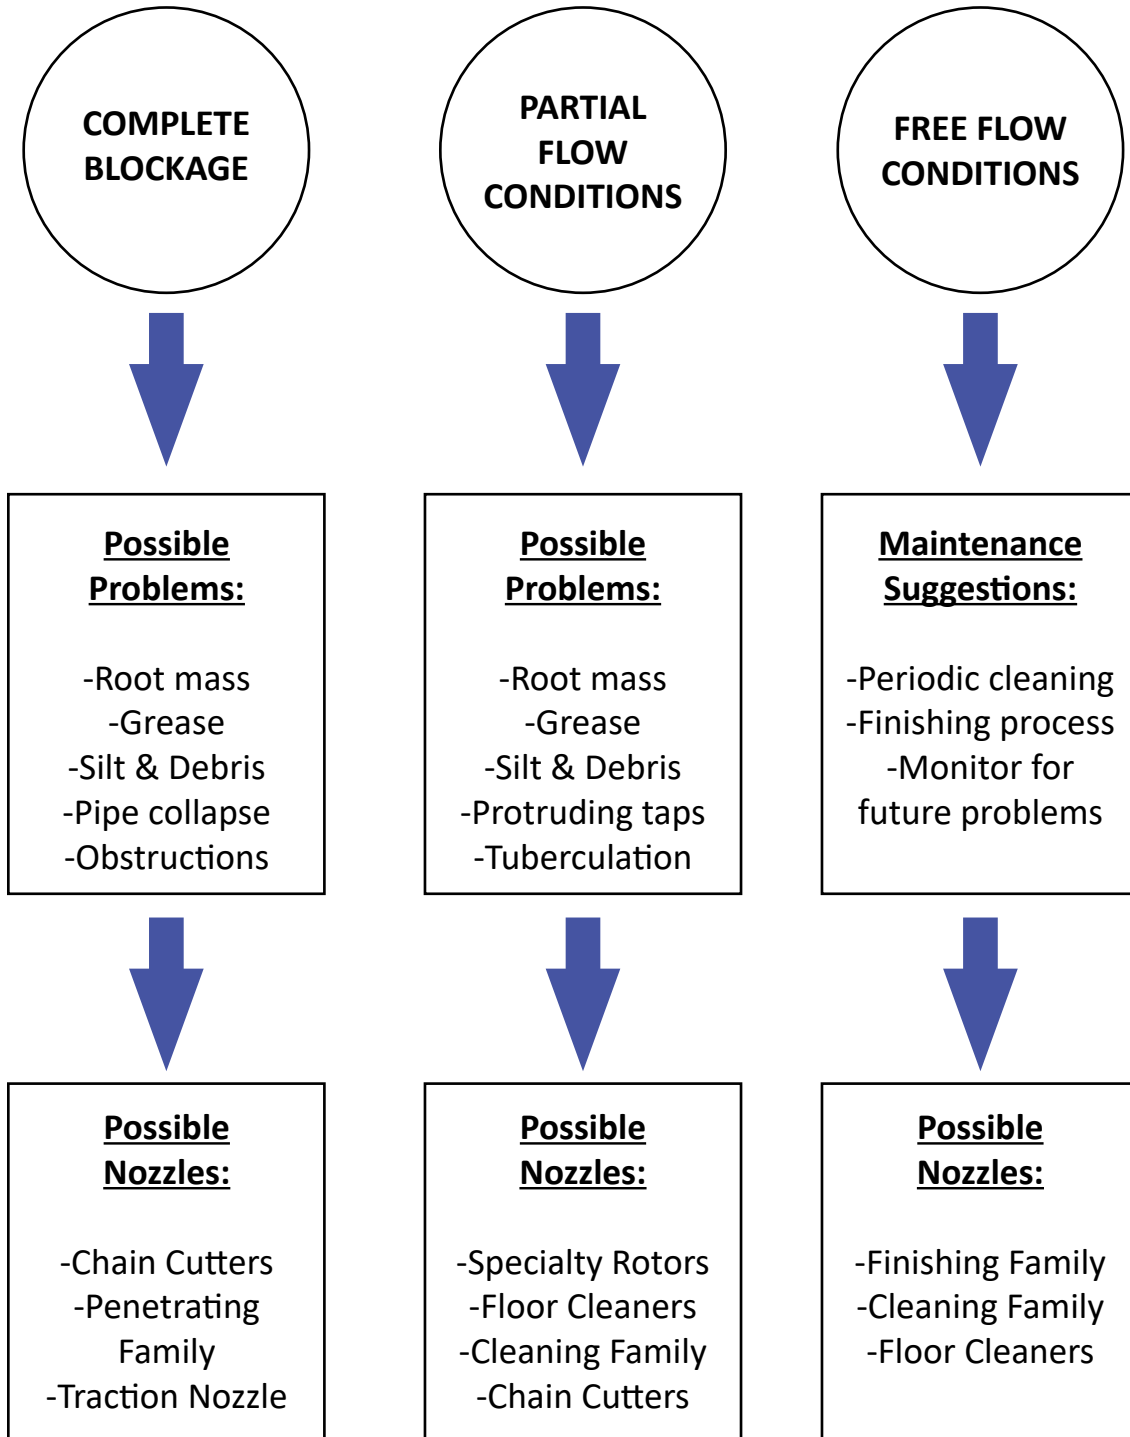 COMPLETE
BLOCKAGE
PARTIAL
FLOW
CONDITIONS
FREE FLOW
CONDITIONS
Possible
Problems:
-Root mass
-Grease
-Silt & Debris
-Pipe collapse
-Obstructions
Possible
Problems:
-Root mass
-Grease
-Silt & Debris
-Protruding taps
-Tuberculation
Maintenance
Suggestions:
-Periodic cleaning
-Finishing process
-Monitor for
future problems
Possible
Nozzles:
-Chain Cutters
-Penetrating
Family
-Traction Nozzle
Possible
Nozzles:
-Specialty Rotors
-Floor Cleaners
-Cleaning Family
-Chain Cutters
Possible
Nozzles:
-Finishing Family
-Cleaning Family
-Floor Cleaners